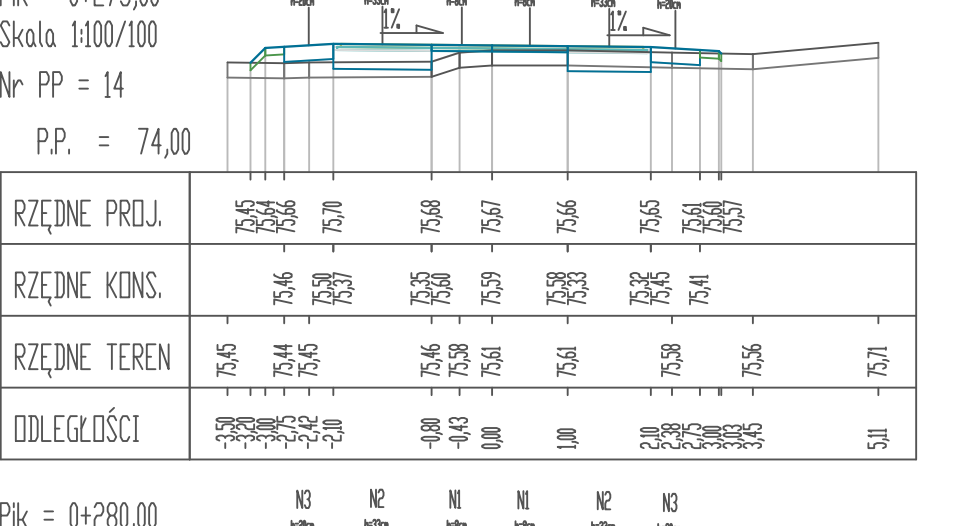 Skala 1:100/100
1% 1%
Nr PP = 14
P.P. = 74,00
RZĘDNE PROJ. 75,45 75,64 75,66 75,70 75,68 75,67 75,66 75,65 75,61 75,60 75,57
RZĘDNE KONS. 75,46 75,50 75,37 75,35 75,60 75,59 75,58 75,33 75,32 75,45 75,41
RZĘDNE TEREN 75,45 75,44 75,45 75,46 75,58 75,61 75,61 75,58 75,56 75,71
ODLEGŁOŚCI -3,50 -3,20 -3,00 -2,75 -2,42 -2,10 -0,80 -0,43 0,00 1,00 2,10 2,38 2,75 3,00 3,03 3,45 5,11
Pik = 0+280,00
N3 N2 N1 N1 N2 N3